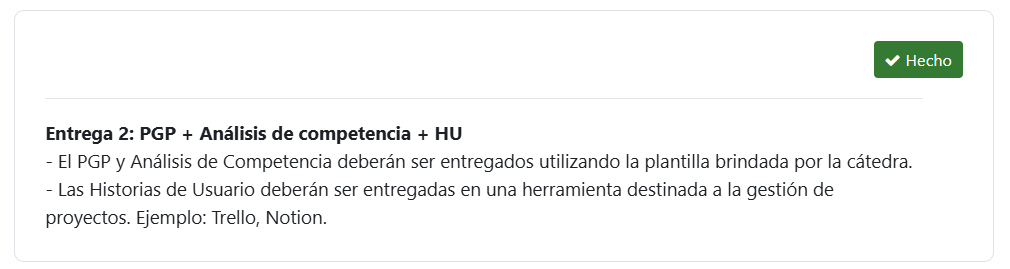 Hecho
Entrega 2: PGP + Análisis de competencia + HU
- El PGP y Análisis de Competencia deberán ser entregados utilizando la plantilla brindada por la cátedra.
- Las Historias de Usuario deberán ser entregadas en una herramienta destinada a la gestión de
proyectos. Ejemplo: Trello, Notion.